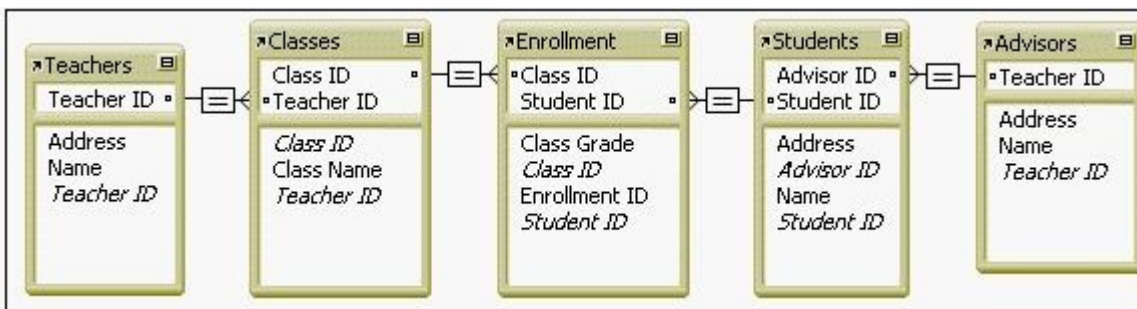 Teachers
Teacher ID
Address
Name
Teacher ID
Classes
Class ID
Teacher ID
Class ID
Class Name
Teacher ID
Enrollment
Class ID
Student ID
Class Grade
Class ID
Enrollment ID
Student ID
Students
Advisor ID
Student ID
Address
Advisor ID
Name
Student ID
Advisors
Teacher ID
Address
Name
Teacher ID